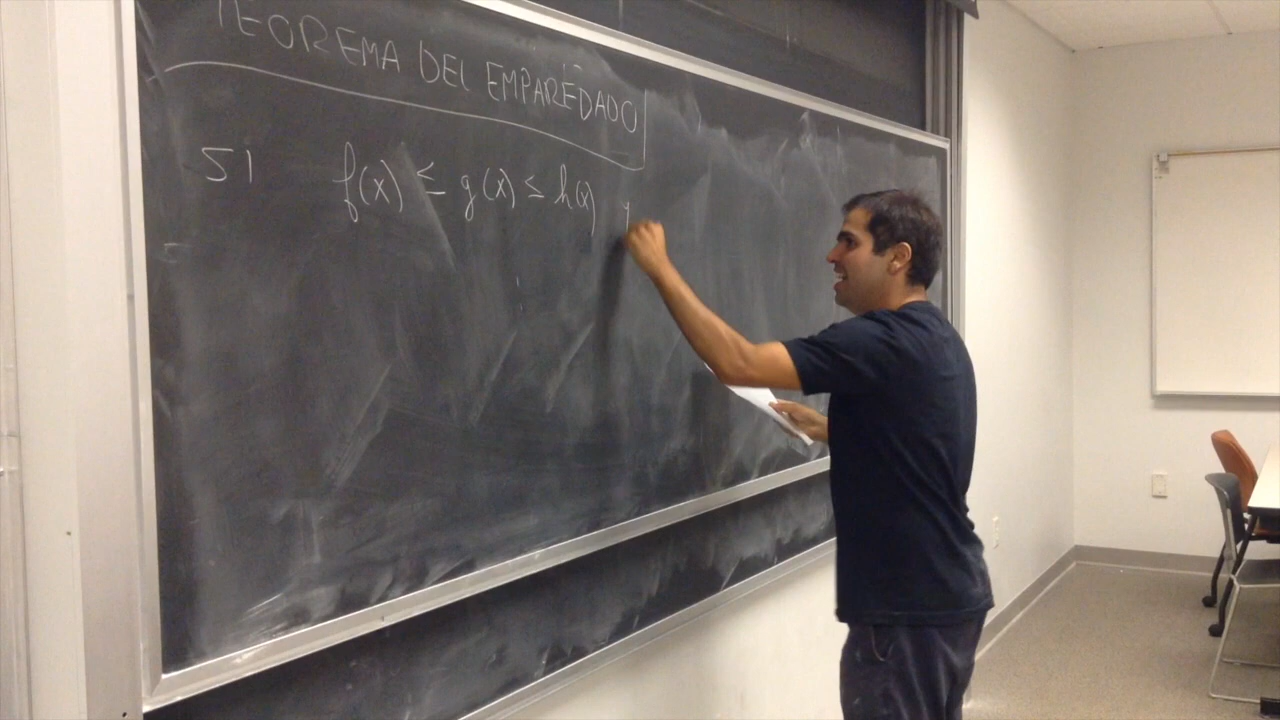 TEOREMA DEL EMPAREDADO
SI f(x) ≤ g(x) ≤ h(x) y